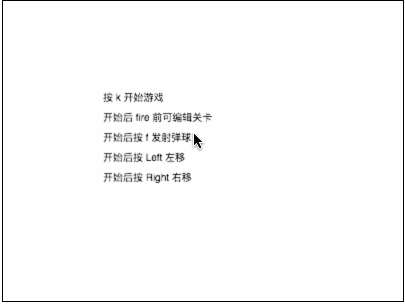 按 k 开始游戏
开始后 fire 前可编辑关卡
开始后按 f 发射弹球
开始后按 Left 左移
开始后按 Right 右移